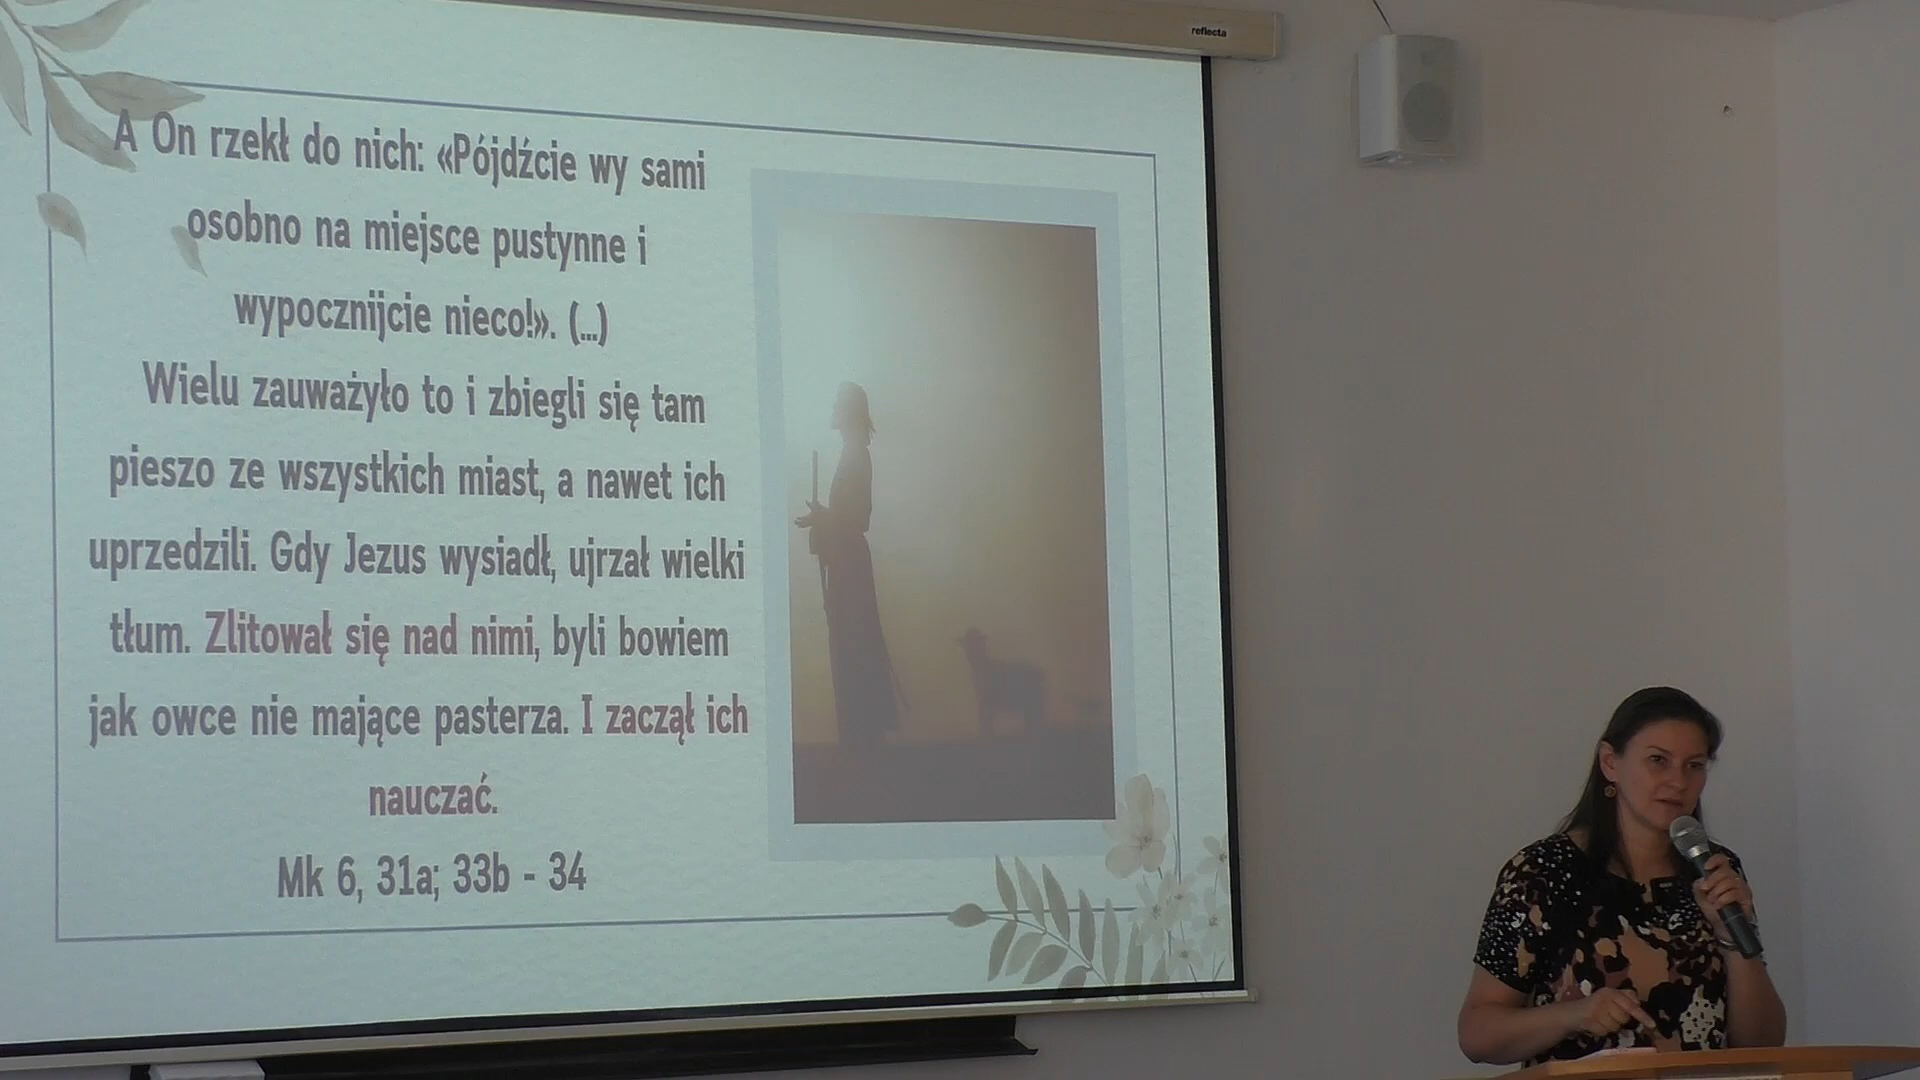 reflecta
A On rzekł do nich: «Pójdźcie wy sami
osobno na miejsce pustynne i
wypocznijcie nieco!». (...)
Wielu zauważyło to i zbiegli się tam
pieszo ze wszystkich miast, a nawet ich
uprzedzili. Gdy Jezus wysiadł, ujrzał wielki
tłum. Zlitował się nad nimi, byli bowiem
jak owce nie mające pasterza. I zaczął ich
nauczać.
Mk 6, 31a; 33b - 34